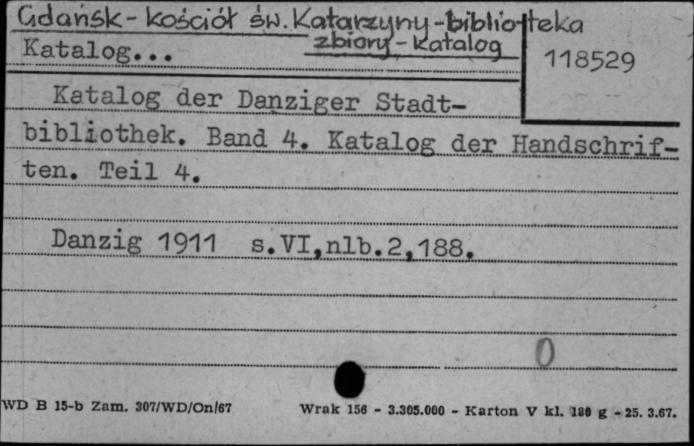 Gdańsk - kościół św. Katarzyny - biblioteka
zbiory - katalog
Katalog...
118529
Katalog der Danziger Stadt-
bibliothek. Band 4. Katalog der Handschrif-
ten. Teil 4.
Danzig 1911 s.VI,nlb.2,188.
0
WD B 15-b Zam. 307/WD/On/67 Wrak 156 - 3.305.000 - Karton V kl. 180 g - 25. 3.67.